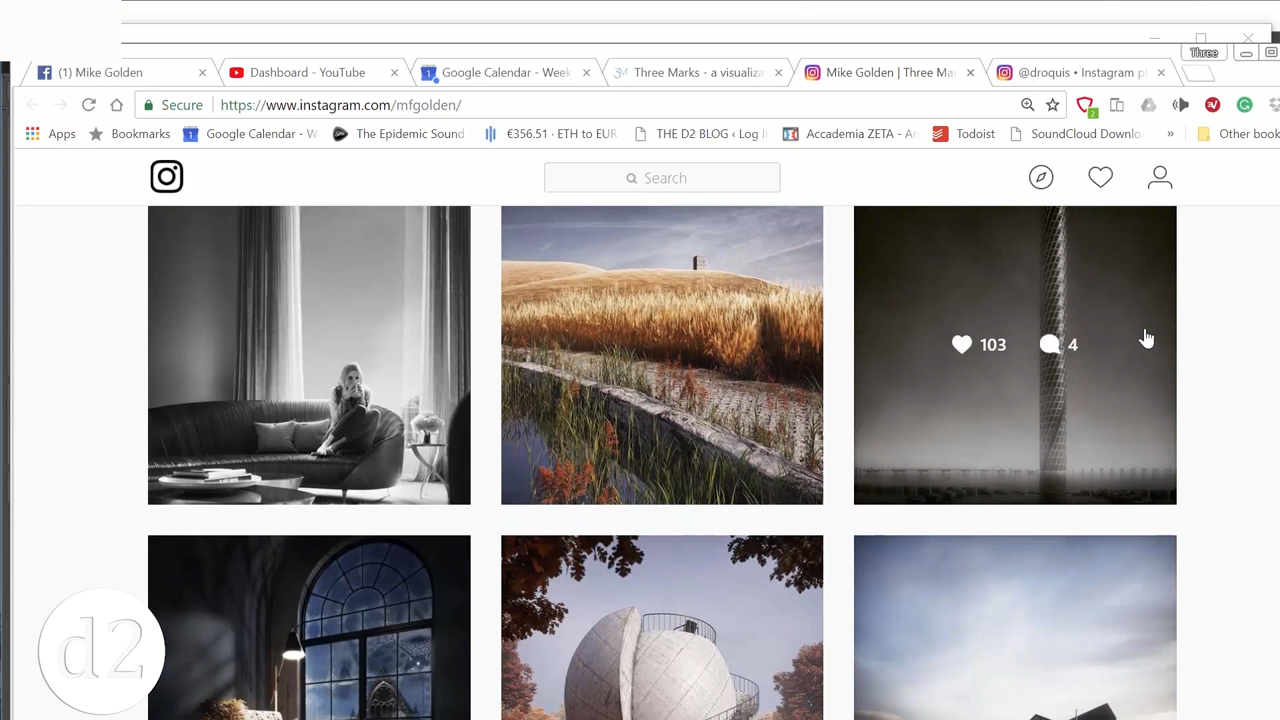 Three
(1) Mike Golden
Dashboard - YouTube
Google Calendar - Week
Three Marks - a visualiza
Mike Golden | Three Ma
@droquis • Instagram
Secure
https://www.instagram.com/mfgolden/
2
Apps
Bookmarks
Google Calendar - W
The Epidemic Sound
€356.51 - ETH to EUR
THE D2 BLOG ‹ Log I
Accademia ZETA - A
Todoist
SoundCloud Downlo
»
Other book
Search
103
4
d2